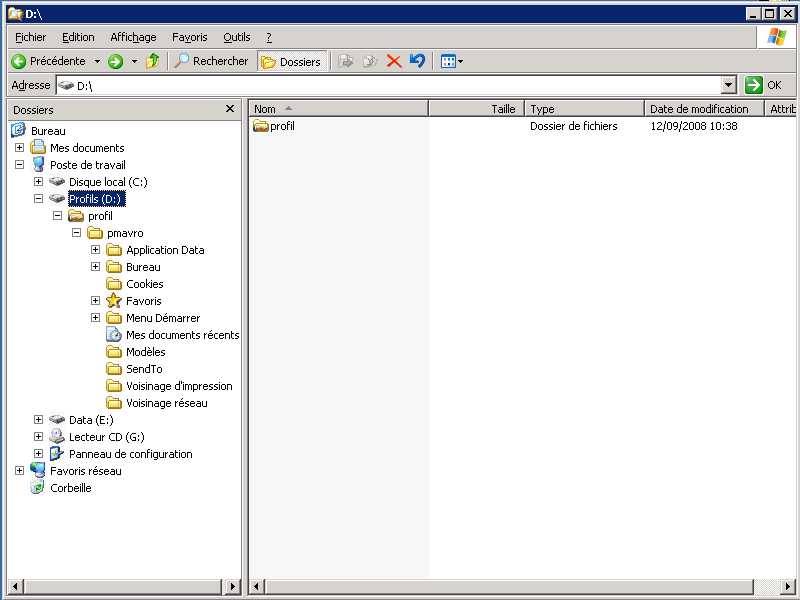 D:\
Fichier Edition Affichage Favoris Outils ?
Précédente Rechercher Dossiers
Adresse D:\ OK
Dossiers
Bureau
Mes documents
Poste de travail
Disque local (C:)
Profils (D:)
profil
pmavro
Application Data
Bureau
Cookies
Favoris
Menu Démarrer
Mes documents récents
Modèles
SendTo
Voisinage d'impression
Voisinage réseau
Data (E:)
Lecteur CD (G:)
Panneau de configuration
Favoris réseau
Corbeille
Nom Taille Type Date de modification Attrib
profil Dossier de fichiers 12/09/2008 10:38